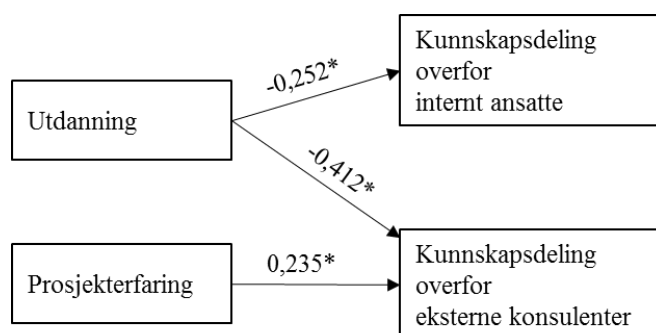 Kunnskapsdeling
overfor
internt ansatte
-0,252*
Utdanning
-0,412*
Prosjekterfaring
0,235*
Kunnskapsdeling
overfor
eksterne konsulenter